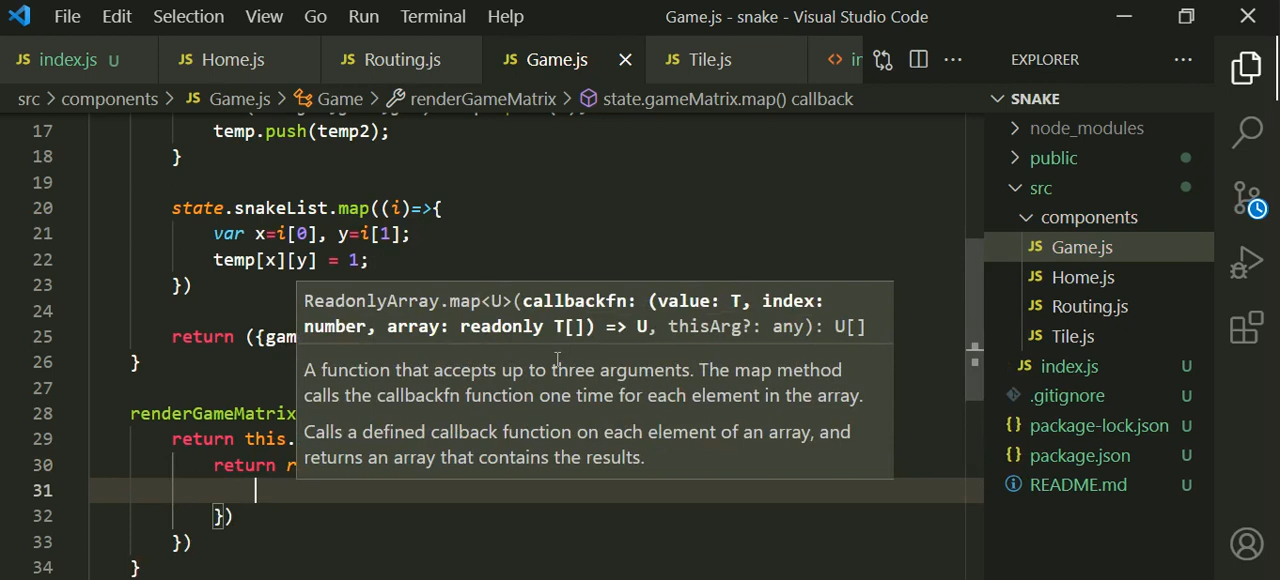 File Edit Selection View Go Run Terminal Help Game.js - snake - Visual Studio Code
JS index.js U JS Home.js JS Routing.js JS Game.js JS Tile.js <> in
src > components > JS Game.js > Game > renderGameMatrix > state.gameMatrix.map() callback
17 temp.push(temp2);
18 }
19
20 state.snakeList.map((i)=>{
21 var x=i[0], y=i[1];
22 temp[x][y] = 1;
23 })
24
25 return ({gam
26 }
27
28 renderGameMatrix
29 return this.
30 return r
31
32 })
33 })
34 }
ReadonlyArray.map<U>(callbackfn: (value: T, index:
number, array: readonly T[]) => U, thisArg?: any): U[]
A function that accepts up to three arguments. The map method
calls the callbackfn function one time for each element in the array.
Calls a defined callback function on each element of an array, and
returns an array that contains the results.
EXPLORER
SNAKE
node_modules
public
src
components
JS Game.js
JS Home.js
JS Routing.js
JS Tile.js
JS index.js U
.gitignore U
{} package-lock.json U
{} package.json U
README.md U